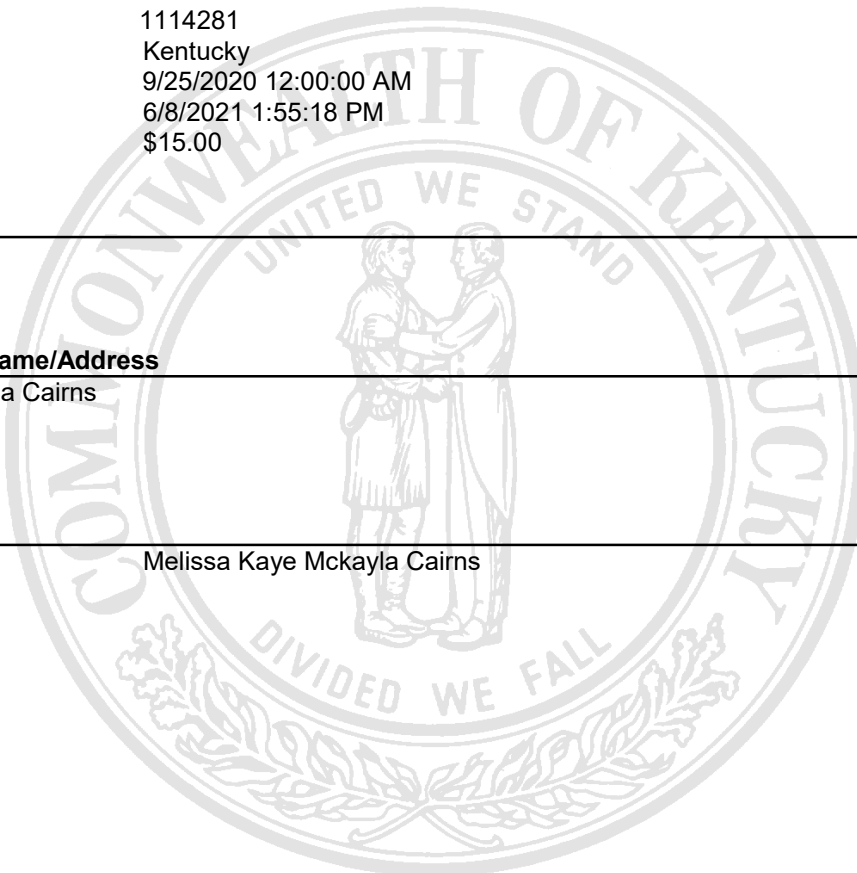 1114281
Kentucky
9/25/2020 12:00:00 AM
6/8/2021 1:55:18 PM
$15.00
COMMONWEALTH OF KENTUCKY
UNITED WE STAND
ame/Address
a Cairns
Melissa Kaye Mckayla Cairns
DIVIDED WE FALL